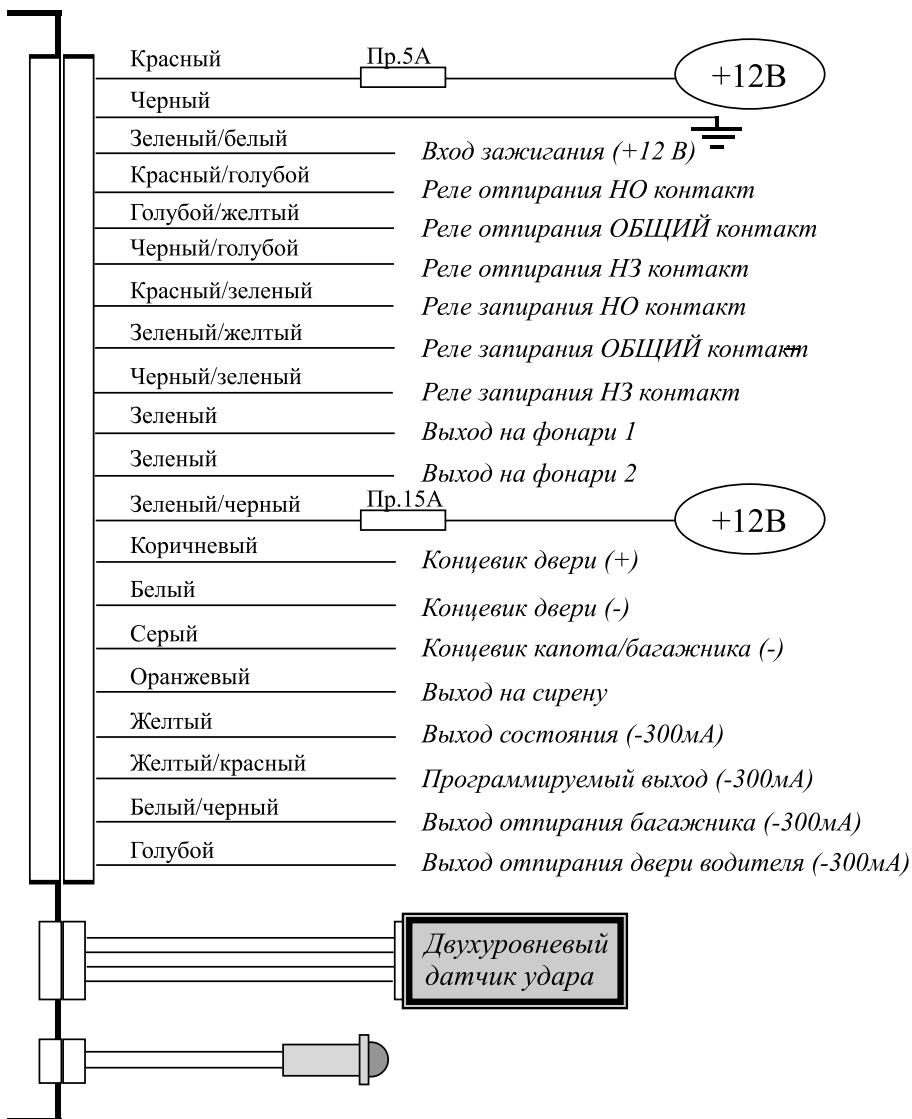 Красный
Пр.5А
+12В
Черный
Зеленый/белый
Вход зажигания (+12 В)
Красный/голубой
Реле отпирания НО контакт
Голубой/желтый
Реле отпирания ОБЩИЙ контакт
Черный/голубой
Реле отпирания НЗ контакт
Красный/зеленый
Реле запирания НО контакт
Зеленый/желтый
Реле запирания ОБЩИЙ контакт
Черный/зеленый
Реле запирания НЗ контакт
Зеленый
Выход на фонари 1
Зеленый
Выход на фонари 2
Зеленый/черный
Пр.15А
+12В
Коричневый
Концевик двери (+)
Белый
Концевик двери (-)
Серый
Концевик капота/багажника (-)
Оранжевый
Выход на сирену
Желтый
Выход состояния (-300мА)
Желтый/красный
Программируемый выход (-300мА)
Белый/черный
Выход отпирания багажника (-300мА)
Голубой
Выход отпирания двери водителя (-300мА)
Двухуровневый
датчик удара